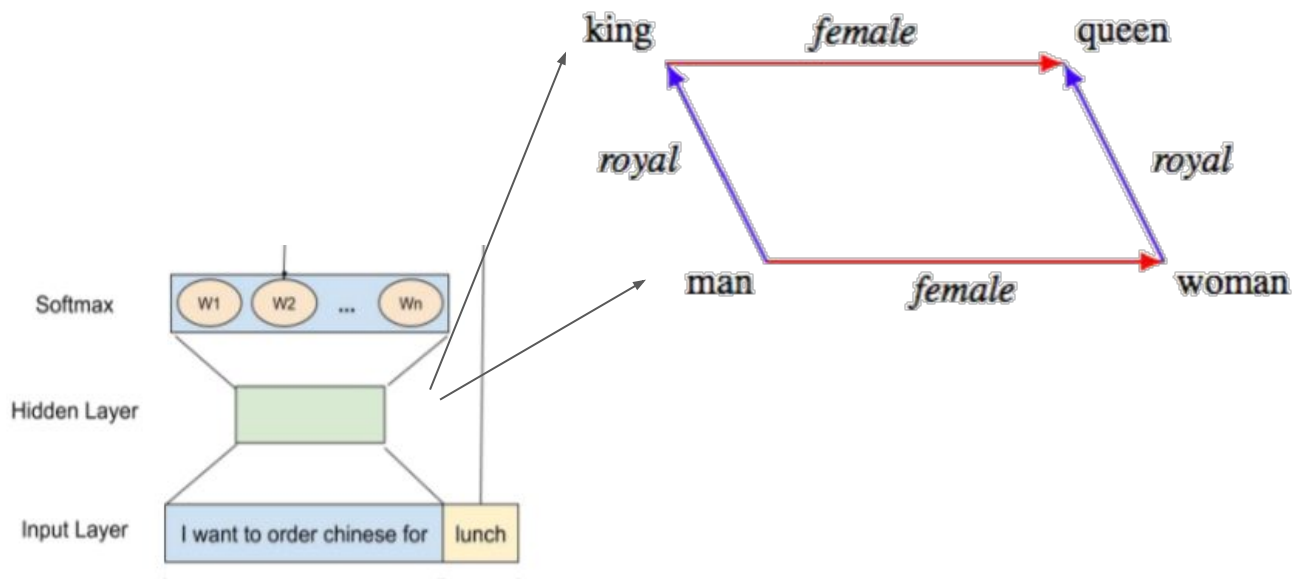 king
female
queen
royal
royal
man
female
woman
Softmax
W1 W2 ... Wn
Hidden Layer
Input Layer
I want to order chinese for lunch